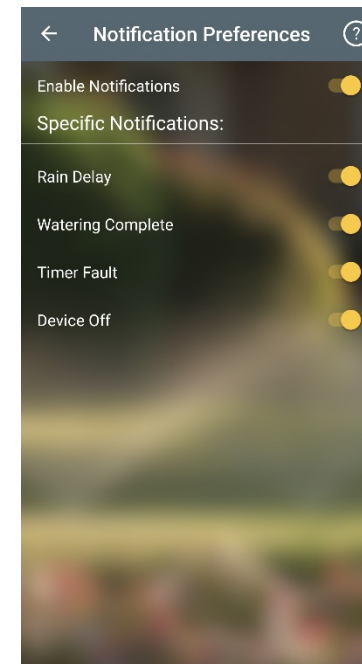 Notification Preferences ?
Enable Notifications
Specific Notifications:
Rain Delay
Watering Complete
Timer Fault
Device Off